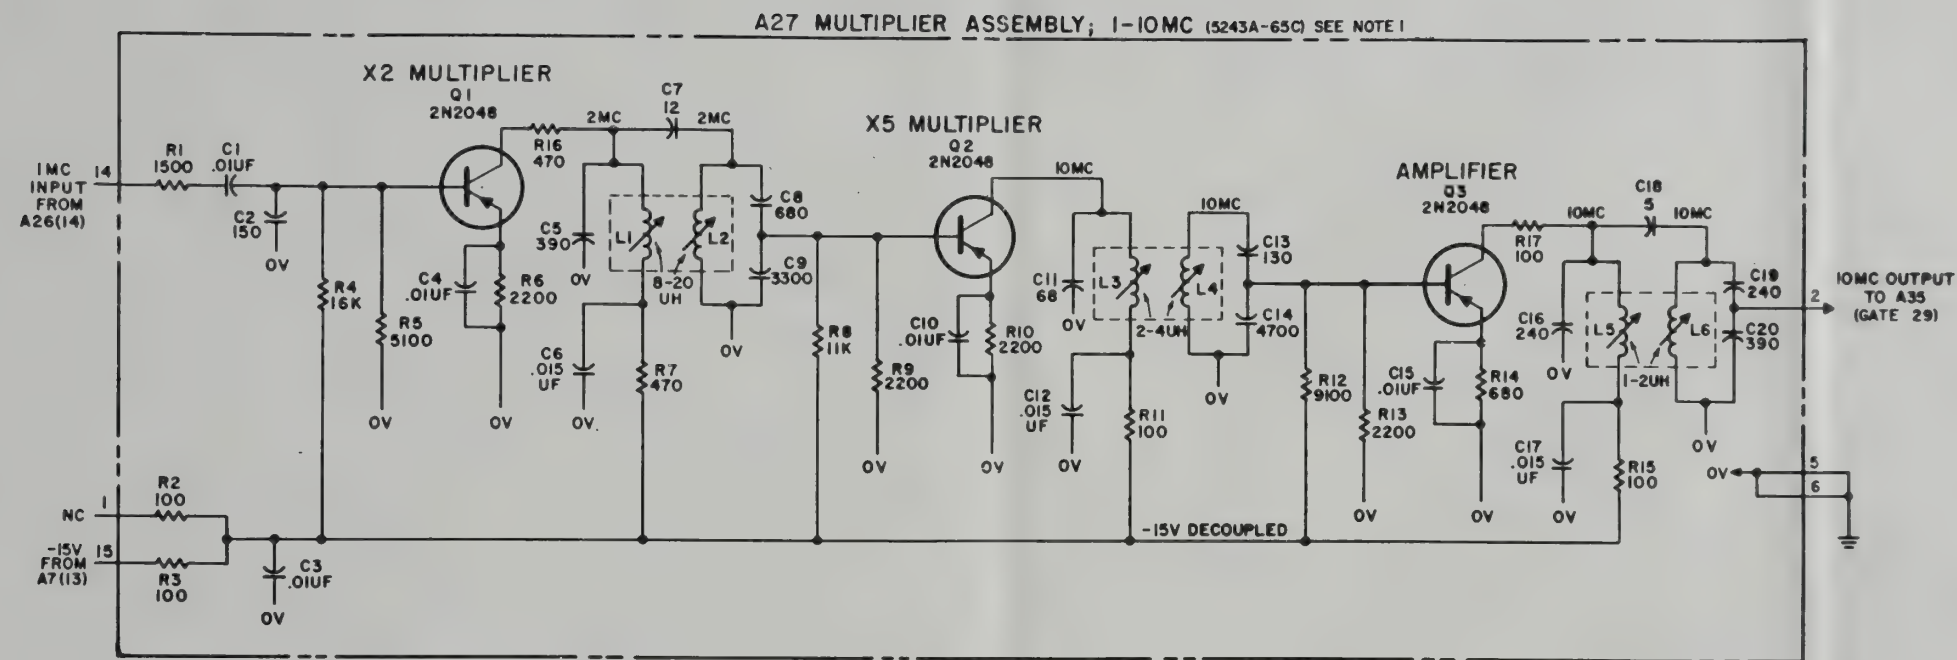 A27 MULTIPLIER ASSEMBLY; 1-10MC (5243A-65C) SEE NOTE 1
X2 MULTIPLIER
Q1
2N2048
X5 MULTIPLIER
Q2
2N2048
AMPLIFIER
Q3
2N2048
1MC
INPUT
FROM
A26(14)
14
R1
1500
C1
.01UF
C2
150
0V
R4
16K
R5
5100
0V
C4
.01UF
R6
2200
0V
R16
470
2MC
C7
12
2MC
C5
390
0V
L1
L2
8-20
UH
C6
.015
UF
0V.
R7
470
0V
C8
680
C9
3300
R8
11K
R9
2200
0V
C10
.01UF
R10
2200
0V
10MC
C11
68
0V
L3
L4
2-4UH
10MC
C13
130
C14
4700
0V
C12
.015
UF
0V
R11
100
R12
9100
R13
2200
0V
C15
.01UF
R14
680
0V
R17
100
10MC
C18
5
10MC
C16
240
0V
L5
L6
1-2UH
C19
240
C20
390
0V
C17
.015
UF
0V
R15
100
2
10MC OUTPUT
TO A35
(GATE 29)
0V
5
6
NC
1
R2
100
-15V
FROM
A7(13)
15
R3
100
C3
.01UF
0V
-15V DECOUPLED